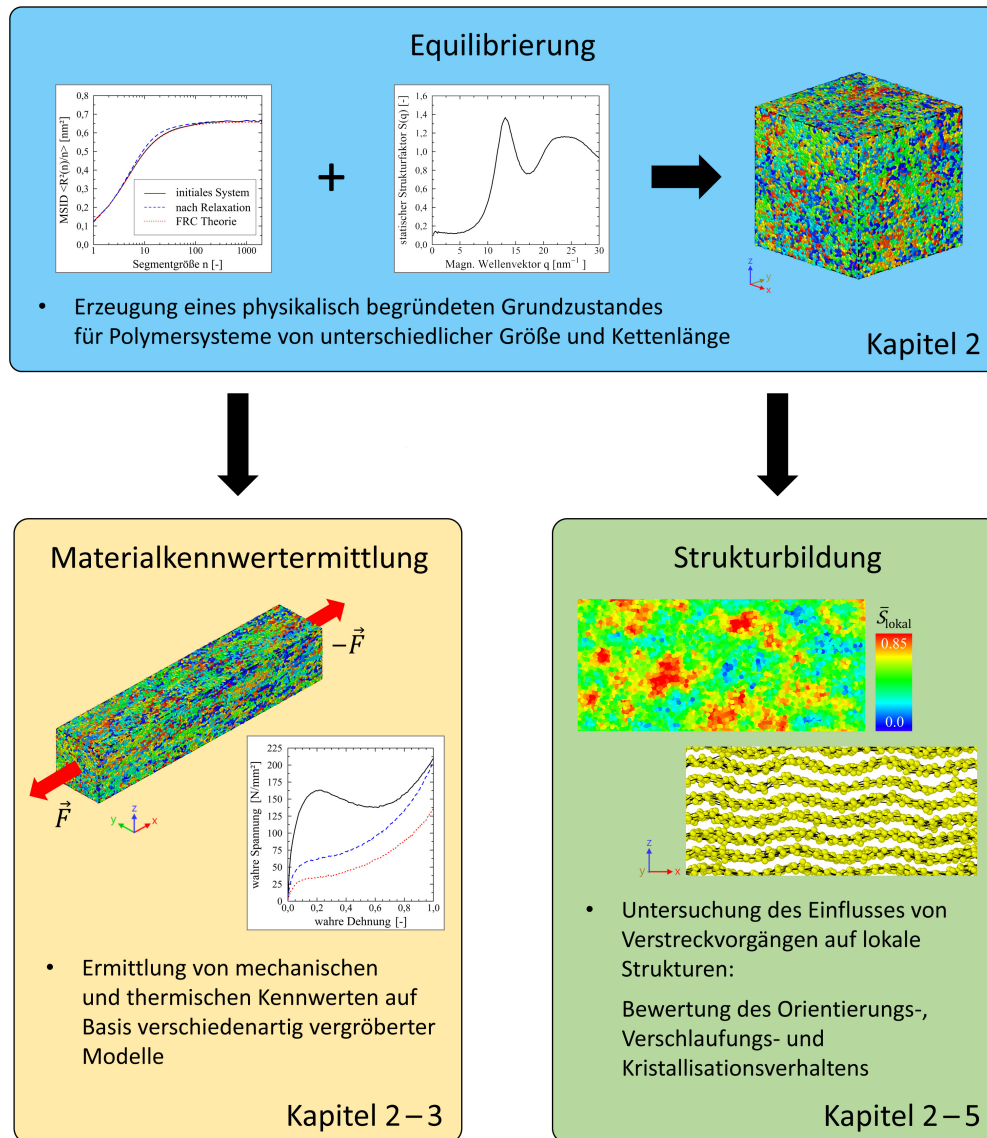 Equilibrierung
MSID <R²(n)/n> [nm²]
0,8
0,7
0,6
0,5
0,4
0,3
0,2
0,1
0,0
initiales System
nach Relaxation
FRC Theorie
1 10 100 1000
Segmentgröße n [-]
+
statischer Strukturfaktor S(q) [-]
1,6
1,4
1,2
1,0
0,8
0,6
0,4
0,2
0,0
0 5 10 15 20 25 30
Magn. Wellenvektor q [nm⁻¹]
z
y
x
• Erzeugung eines physikalisch begründeten Grundzustandes
für Polymersysteme von unterschiedlicher Größe und Kettenlänge
Kapitel 2
Materialkennwertermittlung
−F⃗
F⃗
z
y
x
wahre Spannung [N/mm²]
225
200
175
150
125
100
75
50
25
0
0,0 0,2 0,4 0,6 0,8 1,0
wahre Dehnung [-]
• Ermittlung von mechanischen
und thermischen Kennwerten auf
Basis verschiedenartig vergröberter
Modelle
Kapitel 2 – 3
Strukturbildung
S̅lokal
0.85
0.0
z
y
x
• Untersuchung des Einflusses von
Verstreckvorgängen auf lokale
Strukturen:
Bewertung des Orientierungs-,
Verschlaufungs- und
Kristallisationsverhaltens
Kapitel 2 – 5